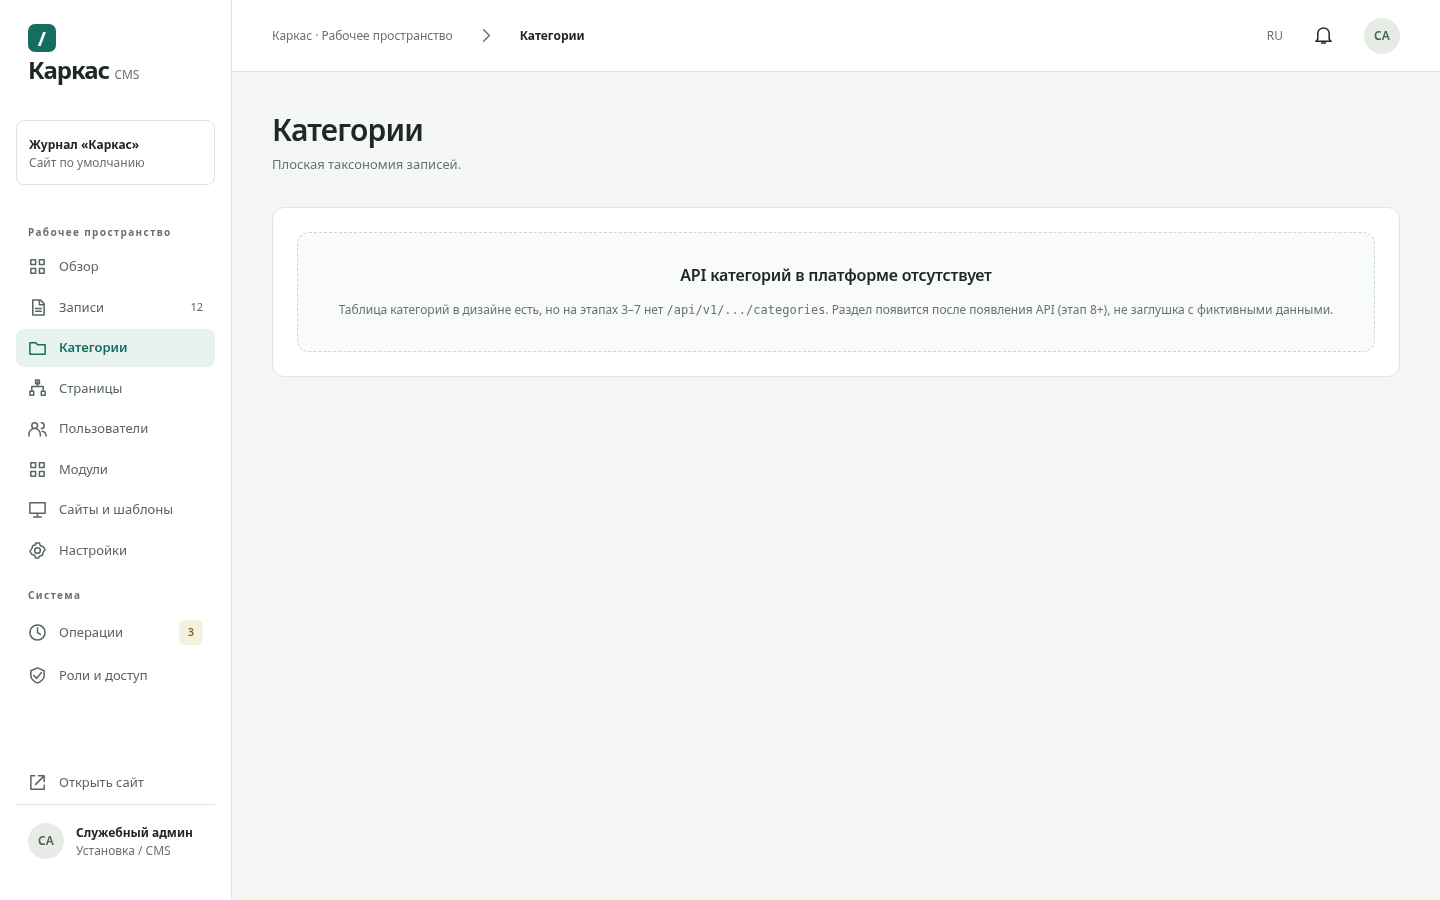 /
Каркас CMS
Журнал «Каркас»
Сайт по умолчанию
Рабочее пространство
Обзор
Записи 12
Категории
Страницы
Пользователи
Модули
Сайты и шаблоны
Настройки
Система
Операции 3
Роли и доступ
Открыть сайт
СА Служебный админ
Установка / CMS
Каркас · Рабочее пространство Категории RU СА
Категории
Плоская таксономия записей.
API категорий в платформе отсутствует
Таблица категорий в дизайне есть, но на этапах 3–7 нет /api/v1/.../categories. Раздел появится после появления API (этап 8+), не заглушка с фиктивными данными.